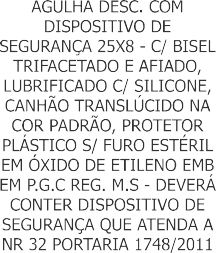 AGULHA DESC. COM
DISPOSITIVO DE
SEGURANÇA 25X8 - C/ BISEL
TRIFACETADO E AFIADO,
LUBRIFICADO C/ SILICONE,
CANHÃO TRANSLÚCIDO NA
COR PADRÃO, PROTETOR
PLÁSTICO S/ FURO ESTÉRIL
EM ÓXIDO DE ETILENO EMB
EM P.G.C REG. M.S - DEVERÁ
CONTER DISPOSITIVO DE
SEGURANÇA QUE ATENDA A
NR 32 PORTARIA 1748/2011